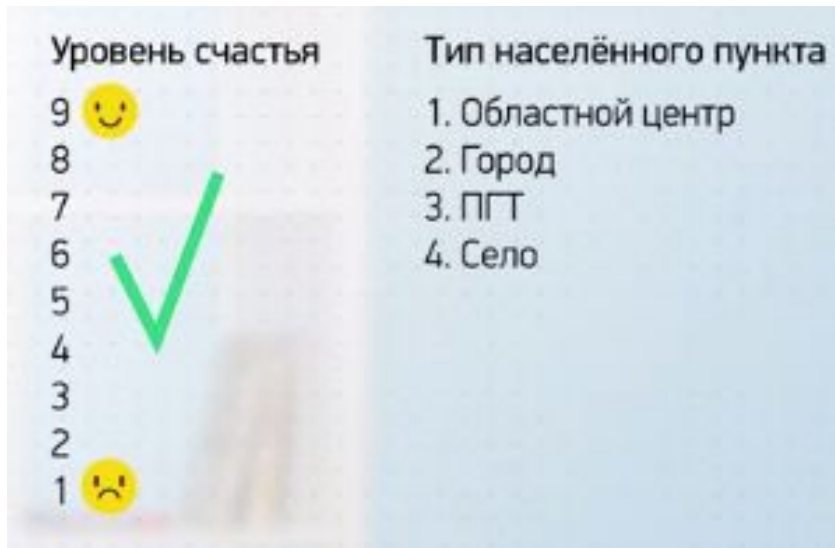 Уровень счастья
9
8
7
6
5
4
3
2
1
Тип населённого пункта
1. Областной центр
2. Город
3. ПГТ
4. Село